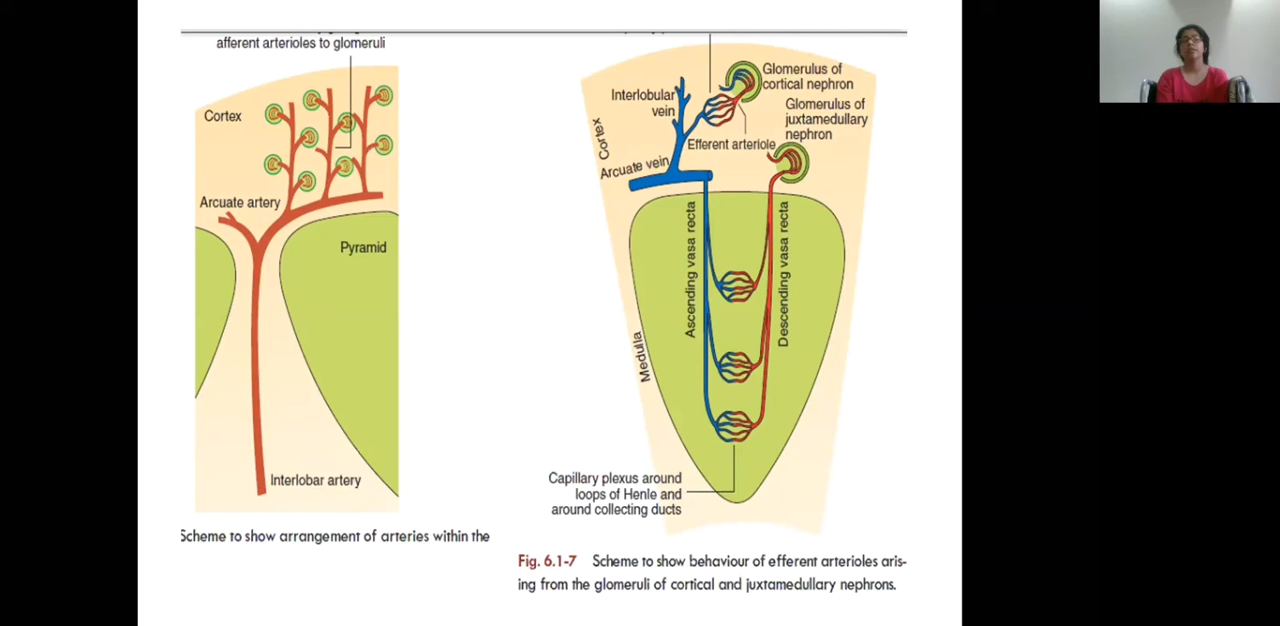 afferent arterioles to glomeruli
Cortex
Arcuate artery
Pyramid
Interlobar artery
Scheme to show arrangement of arteries within the
Glomerulus of
cortical nephron
Glomerulus of
juxtamedullary
nephron
Interlobular
vein
Efferent arteriole
Cortex
Arcuate vein
Ascending vasa recta
Descending vasa recta
Medulla
Capillary plexus around
loops of Henle and
around collecting ducts
Fig. 6.1-7 Scheme to show behaviour of efferent arterioles aris-
ing from the glomeruli of cortical and juxtamedullary nephrons.